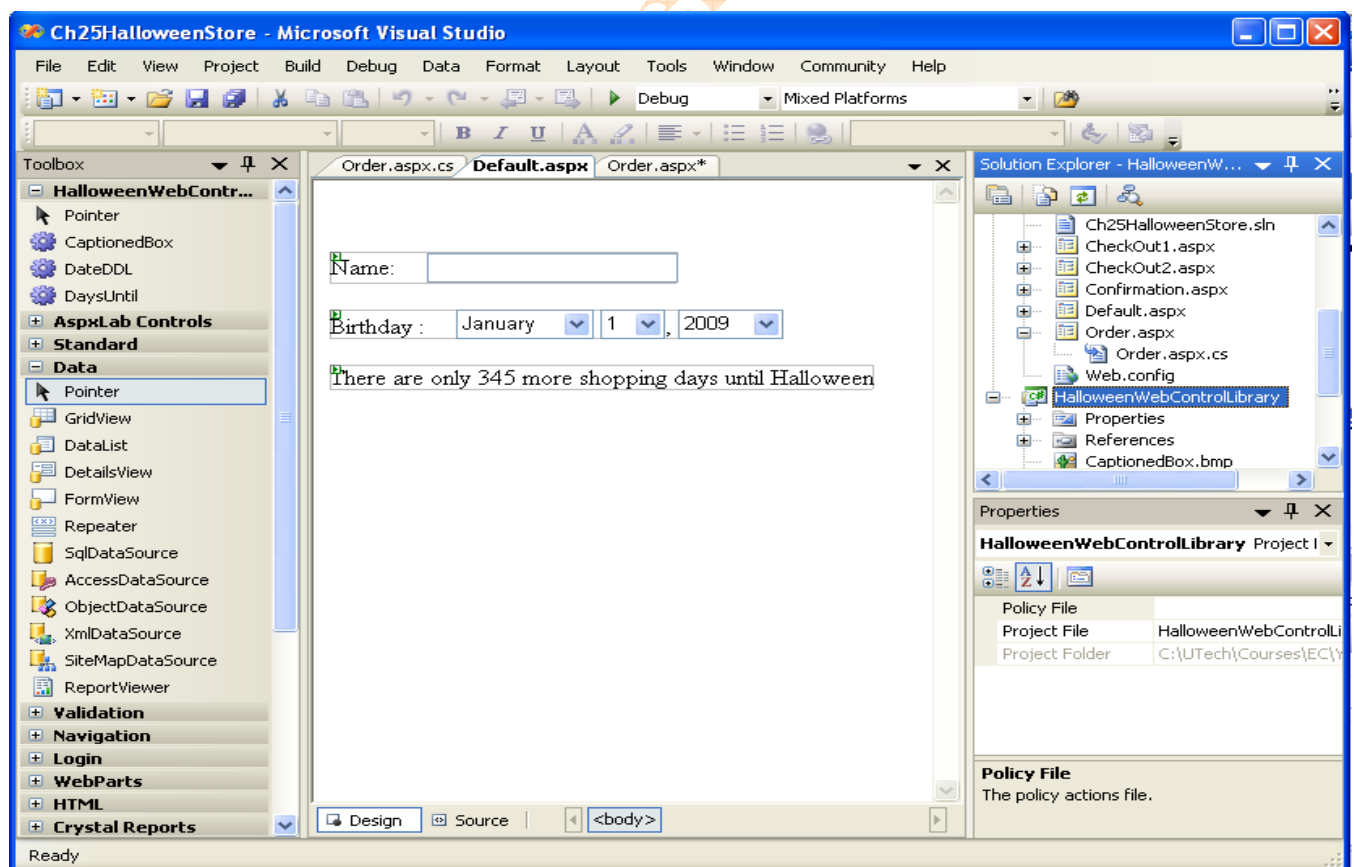 Ch25HalloweenStore - Microsoft Visual Studio
File Edit View Project Build Debug Data Format Layout Tools Window Community Help
Debug Mixed Platforms
B I U A
Toolbox
HalloweenWebContr...
Pointer
CaptionedBox
DateDDL
DaysUntil
AspxLab Controls
Standard
Data
Pointer
GridView
DataList
DetailsView
FormView
Repeater
SqlDataSource
AccessDataSource
ObjectDataSource
XmlDataSource
SiteMapDataSource
ReportViewer
Validation
Navigation
Login
WebParts
HTML
Crystal Reports
Order.aspx.cs Default.aspx Order.aspx*
Name:
Birthday : January 1 , 2009
There are only 345 more shopping days until Halloween
Design Source <body>
Solution Explorer - HalloweenW...
Ch25HalloweenStore.sln
CheckOut1.aspx
CheckOut2.aspx
Confirmation.aspx
Default.aspx
Order.aspx
Order.aspx.cs
Web.config
HalloweenWebControlLibrary
Properties
References
CaptionedBox.bmp
Properties
HalloweenWebControlLibrary Project
Policy File
Project File HalloweenWebControlLi
Project Folder C:\UTech\Courses\EC\
Policy File
The policy actions file.
Ready